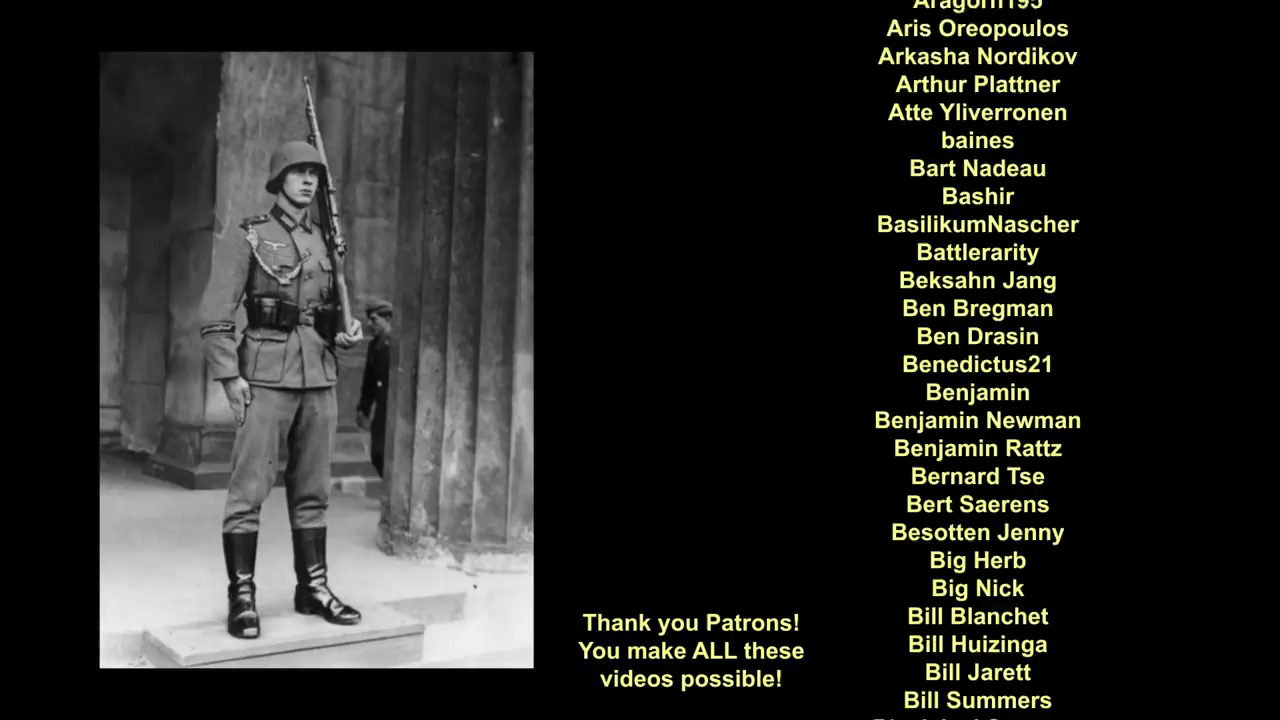 Aragorn195
Aris Oreopoulos
Arkasha Nordikov
Arthur Plattner
Atte Yliverronen
baines
Bart Nadeau
Bashir
BasilikumNascher
Battlerarity
Beksahn Jang
Ben Bregman
Ben Drasin
Benedictus21
Benjamin
Benjamin Newman
Benjamin Rattz
Bernard Tse
Bert Saerens
Besotten Jenny
Big Herb
Big Nick
Bill Blanchet
Bill Huizinga
Bill Jarett
Bill Summers
Thank you Patrons!
You make ALL these
videos possible!